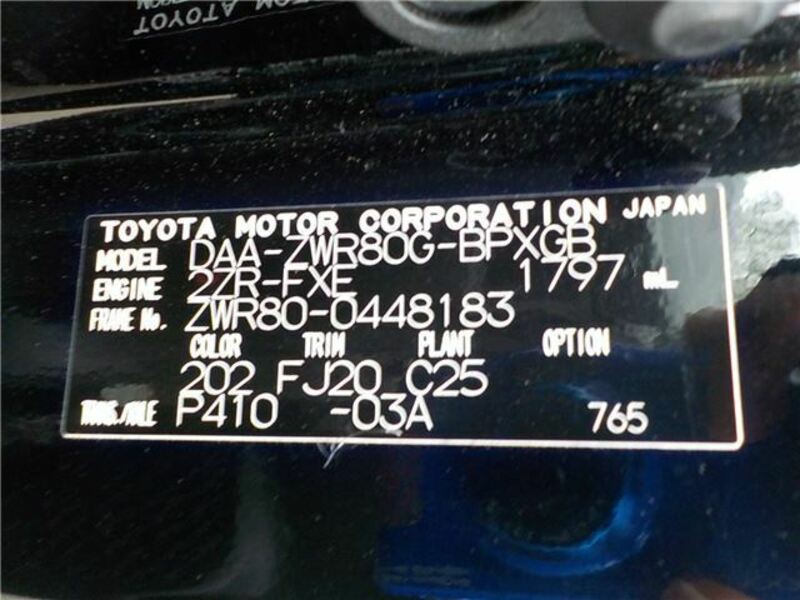 TOYOTA MOTOR CORPORATION JAPAN
MODEL DAA-ZWR80G-BPXGB
ENGINE 2ZR-FXE 1797 mL
FRAME No. ZWR80-0448183
COLOR TRIM PLANT OPTION
202 FJ20 C25
TRANS./AXLE P410 -03A 765